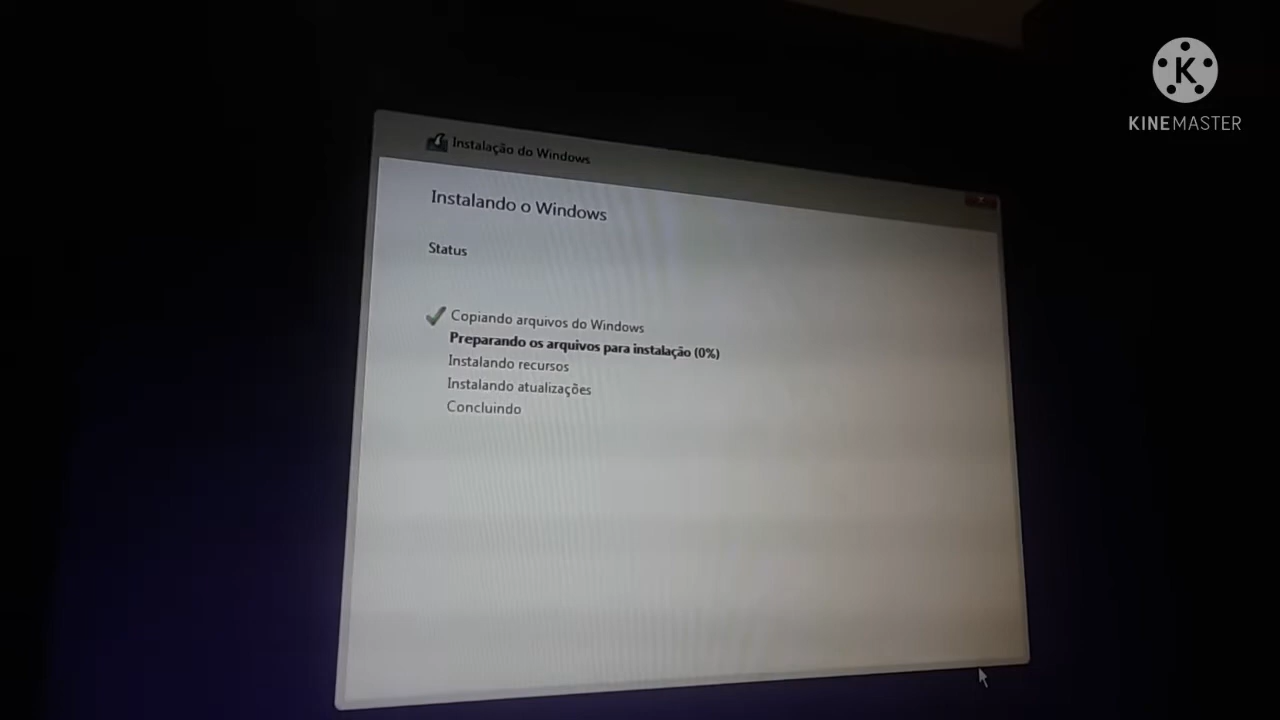 K
KINEMASTER
Instalação do Windows
Instalando o Windows
Status
Copiando arquivos do Windows
Preparando os arquivos para instalação (0%)
Instalando recursos
Instalando atualizações
Concluindo